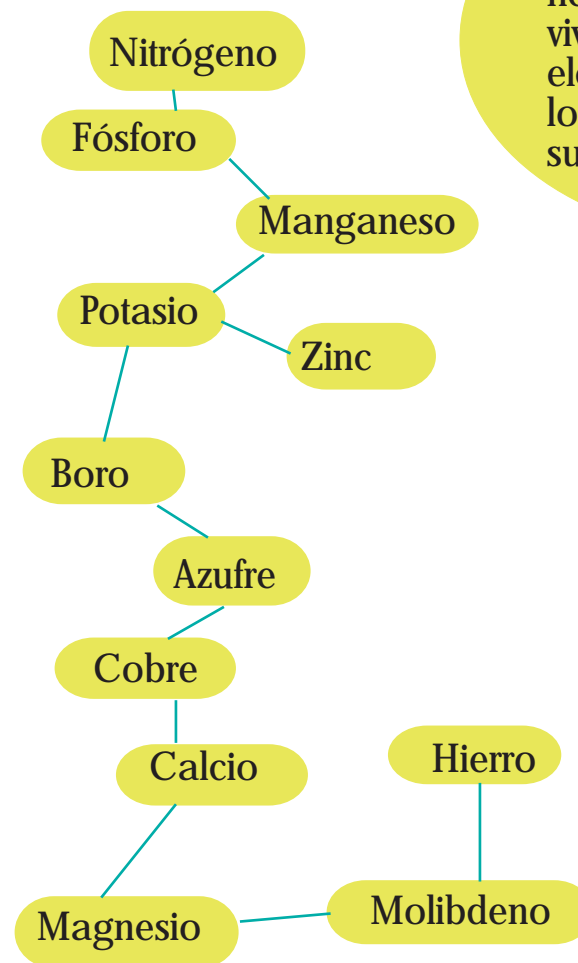 Nitrógeno
Fósforo
Manganeso
Potasio
Zinc
Boro
Azufre
Cobre
Calcio
Hierro
Magnesio
Molibdeno